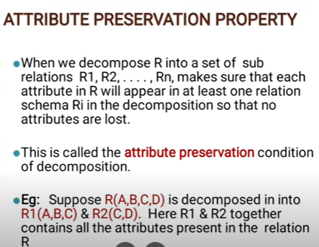 ATTRIBUTE PRESERVATION PROPERTY
When we decompose R into a set of sub
relations R1, R2, . . . . , Rn, makes sure that each
attribute in R will appear in at least one relation
schema Ri in the decomposition so that no
attributes are lost.
This is called the attribute preservation condition
of decomposition.
Eg: Suppose R(A,B,C,D) is decomposed in into
R1(A,B,C) & R2(C,D). Here R1 & R2 together
contains all the attributes present in the relation
R